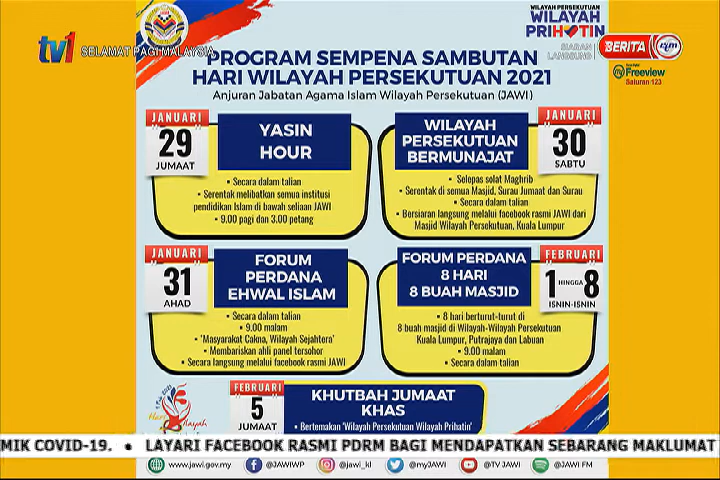 tv1
SELAMAT PAGI MALAYSIA
WILAYAH PERSEKUTUAN
WILAYAH
PRIHATIN
SIARAN
LANGSUNG
BERITA
rtm
myFreeview
Saluran 123
PROGRAM SEMPENA SAMBUTAN
HARI WILAYAH PERSEKUTUAN 2021
Anjuran Jabatan Agama Islam Wilayah Persekutuan (JAWI)
JANUARI
29
JUMAAT
YASIN
HOUR
• Secara dalam talian
• Serentak melibatkan semua institusi
pendidikan Islam di bawah seliaan JAWI
• 9.00 pagi dan 3.00 petang
WILAYAH
PERSEKUTUAN
BERMUNAJAT
JANUARI
30
SABTU
• Selepas solat Maghrib
• Serentak di semua Masjid, Surau Jumaat dan Surau
• Secara dalam talian
• Bersiaran langsung melalui facebook rasmi JAWI dari
Masjid Wilayah Persekutuan, Kuala Lumpur
JANUARI
31
AHAD
FORUM
PERDANA
EHWAL ISLAM
• Secara dalam talian
• 9.00 malam
• "Masyarakat Cakna, Wilayah Sejahtera"
• Membariskan ahli panel tersohor
• Secara langsung melalui facebook rasmi JAWI
FORUM PERDANA
8 HARI
8 BUAH MASJID
FEBRUARI
1 HINGGA 8
ISNIN-ISNIN
• 8 hari berturut-turut di
8 buah masjid di Wilayah-Wilayah Persekutuan
Kuala Lumpur, Putrajaya dan Labuan
• 9.00 malam
• Secara dalam talian
Hari
Wilayah
FEBRUARI
5
JUMAAT
KHUTBAH JUMAAT
KHAS
• Bertemakan "Wilayah Persekutuan Wilayah Prihatin"
MIK COVID-19. • LAYARI FACEBOOK RASMI PDRM BAGI MENDAPATKAN SEBARANG MAKLUMAT
www.jawi.gov.my
@JAWIWP
@jawi_kl
@myJAWI
@TV JAWI
@JAWI FM